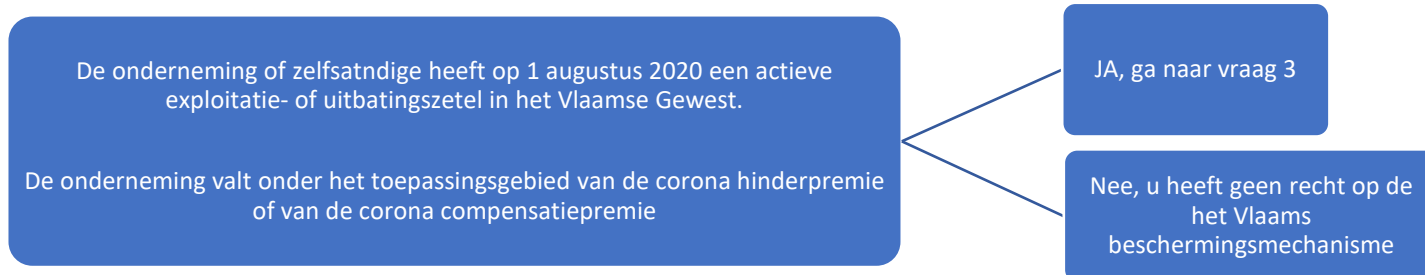 De onderneming of zelfsatndige heeft op 1 augustus 2020 een actieve
exploitatie- of uitbatingszetel in het Vlaamse Gewest.
De onderneming valt onder het toepassingsgebied van de corona hinderpremie
of van de corona compensatiepremie
JA, ga naar vraag 3
Nee, u heeft geen recht op de
het Vlaams
beschermingsmechanisme